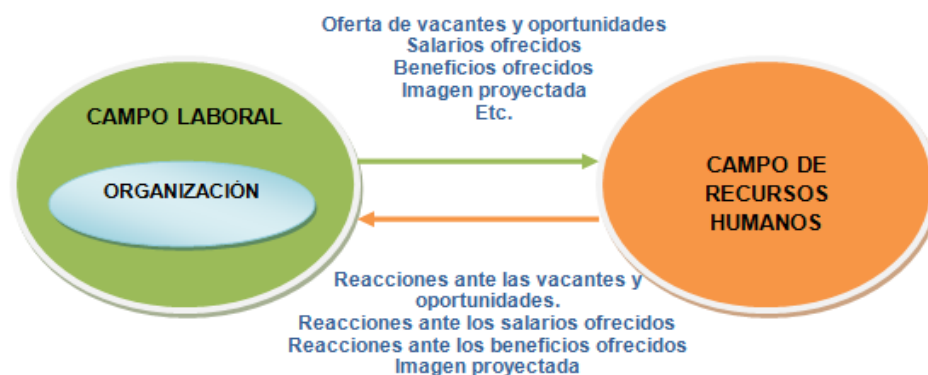 Oferta de vacantes y oportunidades
Salarios ofrecidos
Beneficios ofrecidos
Imagen proyectada
Etc.
CAMPO LABORAL
ORGANIZACIÓN
CAMPO DE
RECURSOS
HUMANOS
Reacciones ante las vacantes y
oportunidades.
Reacciones ante los salarios ofrecidos
Reacciones ante los beneficios ofrecidos
Imagen proyectada